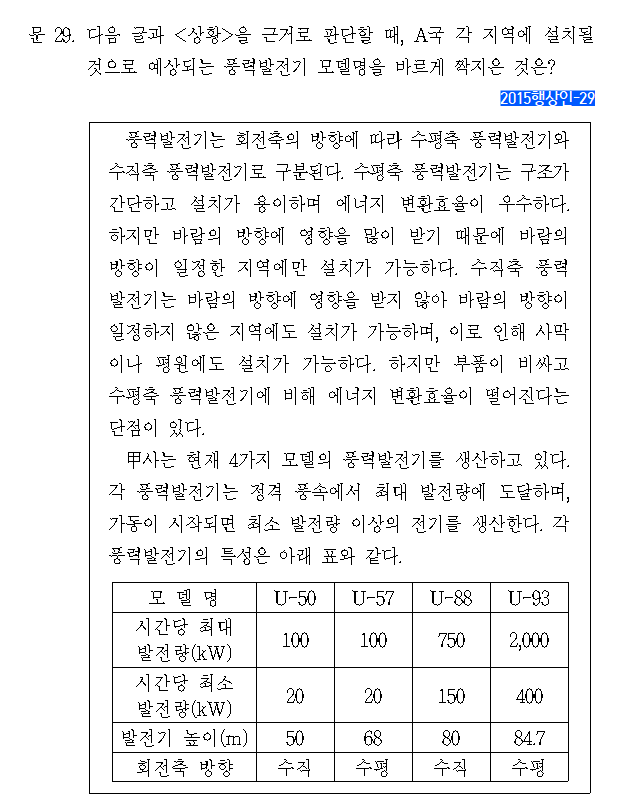 문 29. 다음 글과 <상황>을 근거로 판단할 때, A국 각 지역에 설치될
것으로 예상되는 풍력발전기 모델명을 바르게 짝지은 것은?
2015행상인-29
풍력발전기는 회전축의 방향에 따라 수평축 풍력발전기와
수직축 풍력발전기로 구분된다. 수평축 풍력발전기는 구조가
간단하고 설치가 용이하며 에너지 변환효율이 우수하다.
하지만 바람의 방향에 영향을 많이 받기 때문에 바람의
방향이 일정한 지역에만 설치가 가능하다. 수직축 풍력
발전기는 바람의 방향에 영향을 받지 않아 바람의 방향이
일정하지 않은 지역에도 설치가 가능하며, 이로 인해 사막
이나 평원에도 설치가 가능하다. 하지만 부품이 비싸고
수평축 풍력발전기에 비해 에너지 변환효율이 떨어진다는
단점이 있다.
甲사는 현재 4가지 모델의 풍력발전기를 생산하고 있다.
각 풍력발전기는 정격 풍속에서 최대 발전량에 도달하며,
가동이 시작되면 최소 발전량 이상의 전기를 생산한다. 각
풍력발전기의 특성은 아래 표와 같다.
모 델 명 U-50 U-57 U-88 U-93
시간당 최대
발전량(kW) 100 100 750 2,000
시간당 최소
발전량(kW) 20 20 150 400
발전기 높이(m) 50 68 80 84.7
회전축 방향 수직 수평 수직 수평